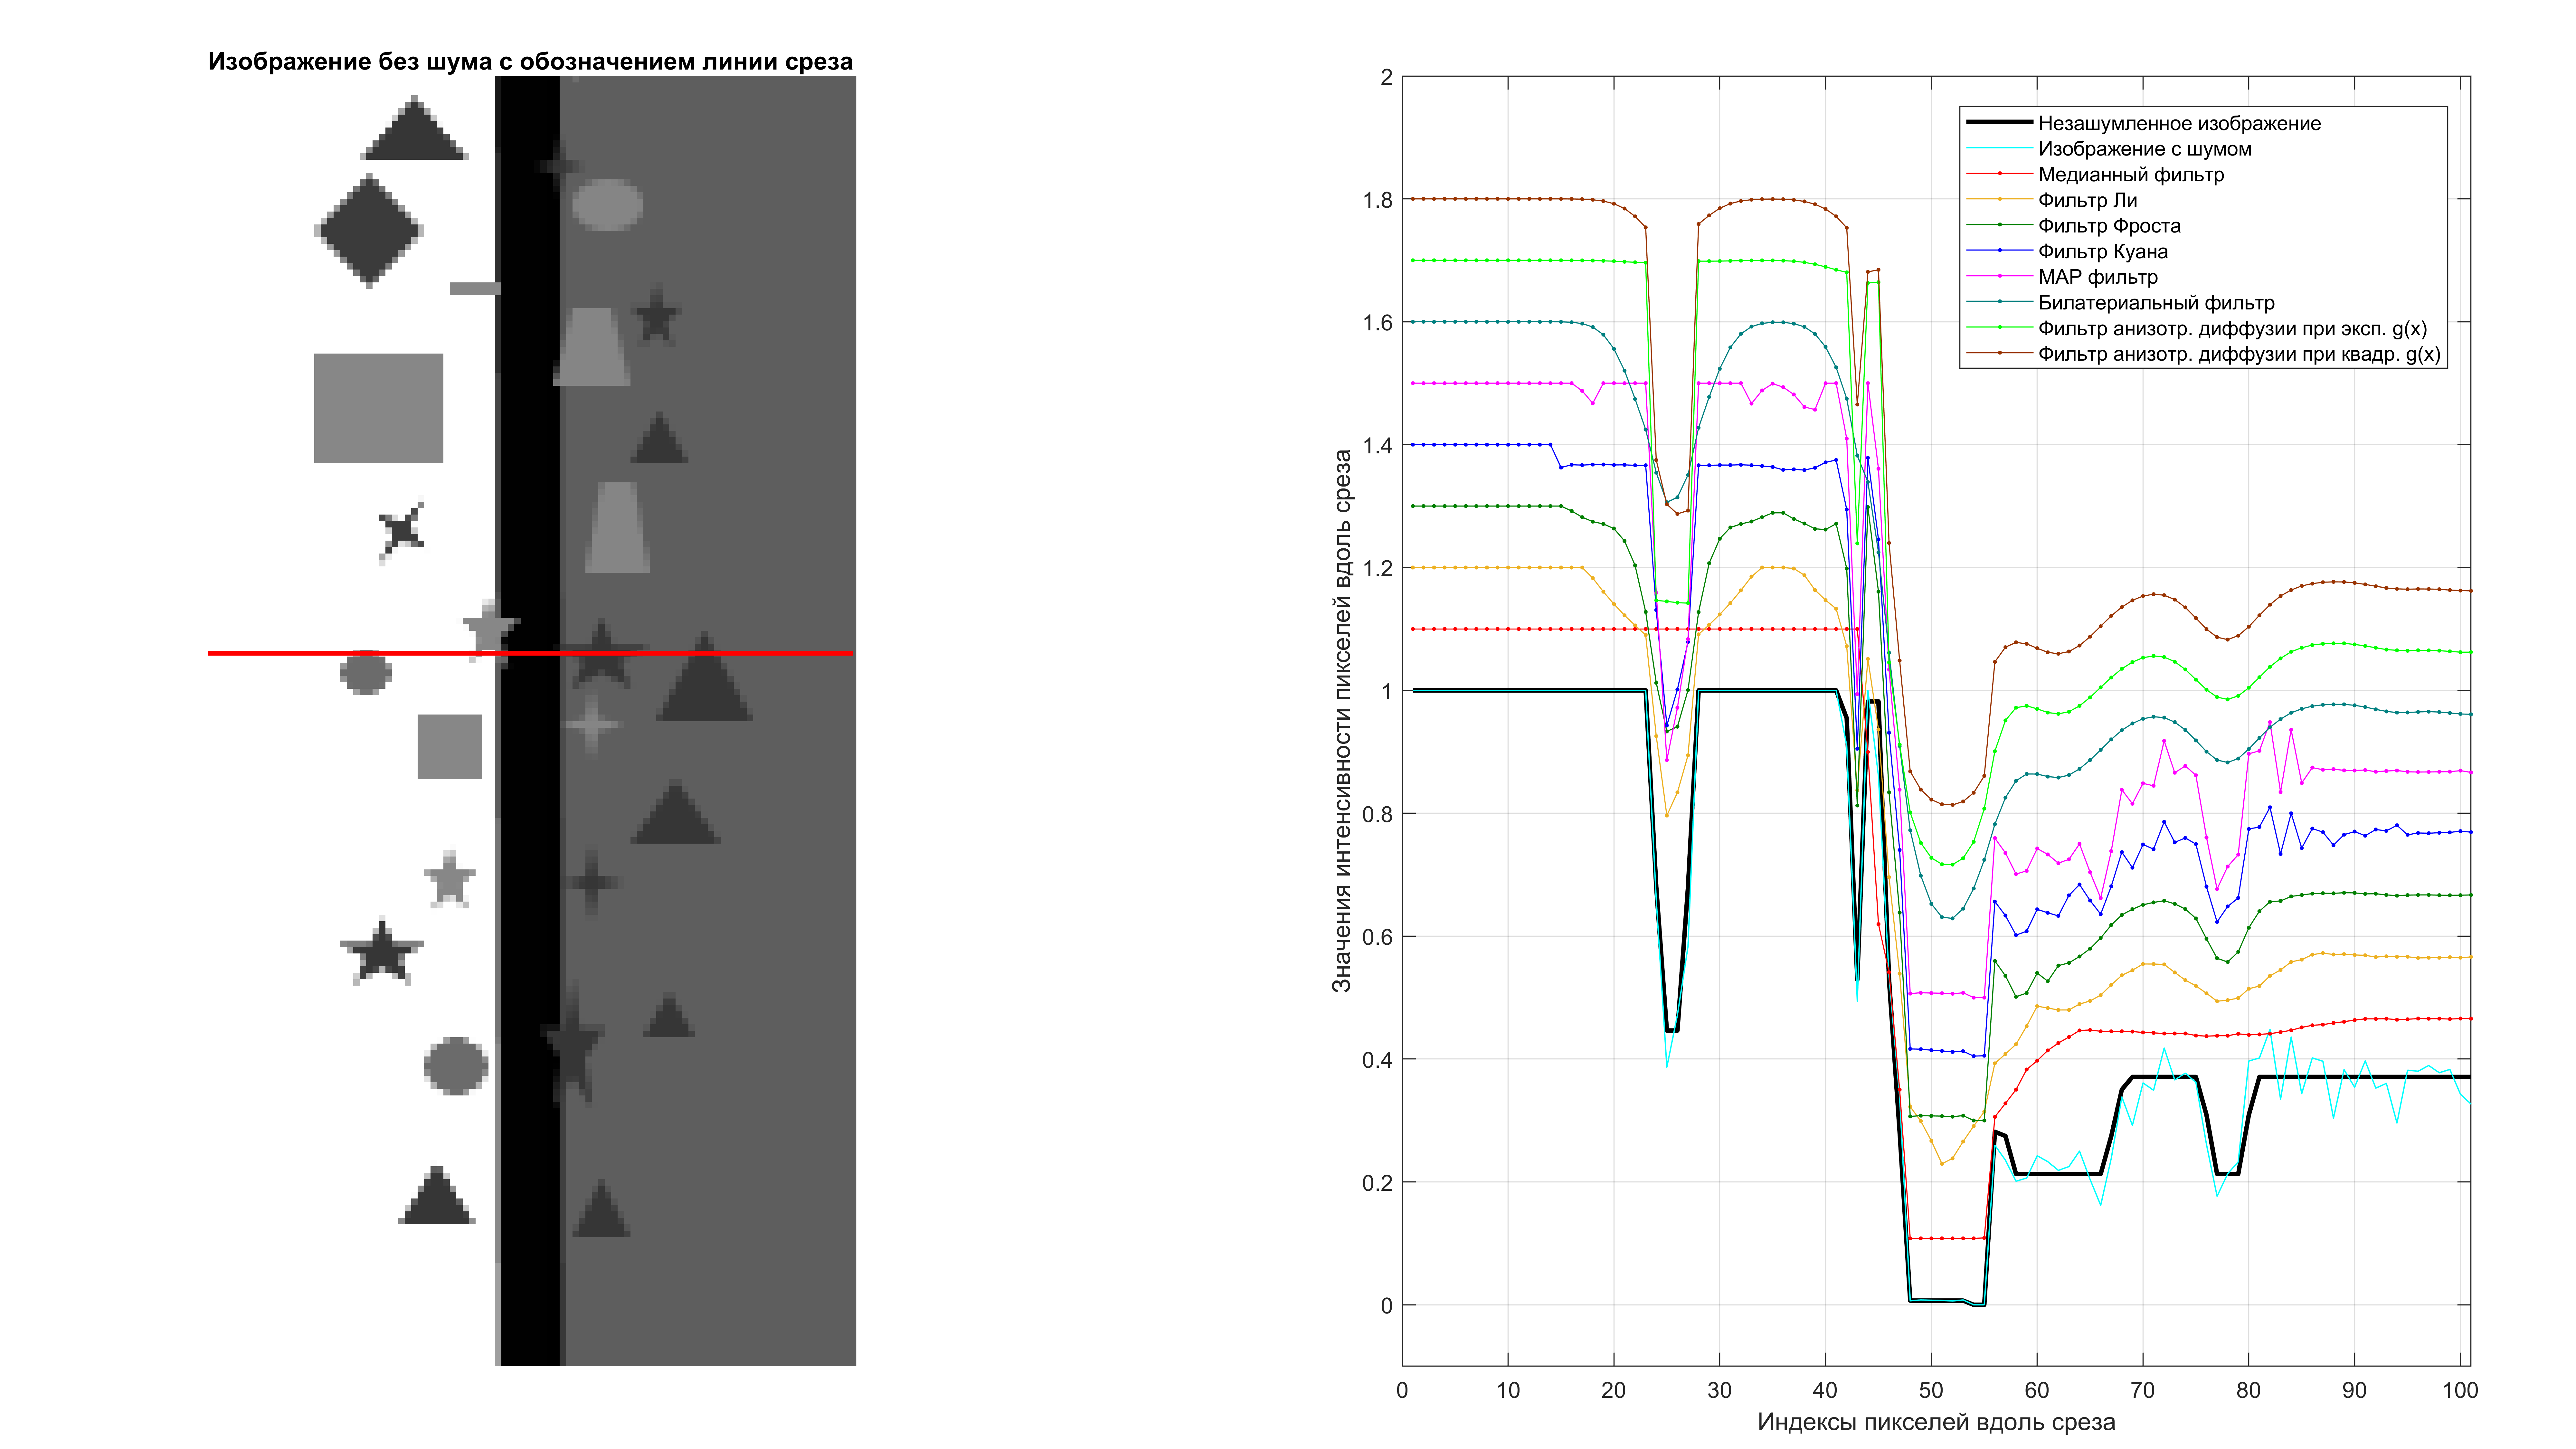 Изображение без шума с обозначением линии среза
Незашумленное изображение
Изображение с шумом
Медианный фильтр
Фильтр Ли
Фильтр Фроста
Фильтр Куана
MAP фильтр
Билатериальный фильтр
Фильтр анизотр. диффузии при эксп. g(x)
Фильтр анизотр. диффузии при квадр. g(x)
Значения интенсивности пикселей вдоль среза
2
1.8
1.6
1.4
1.2
1
0.8
0.6
0.4
0.2
0
0 10 20 30 40 50 60 70 80 90 100
Индексы пикселей вдоль среза